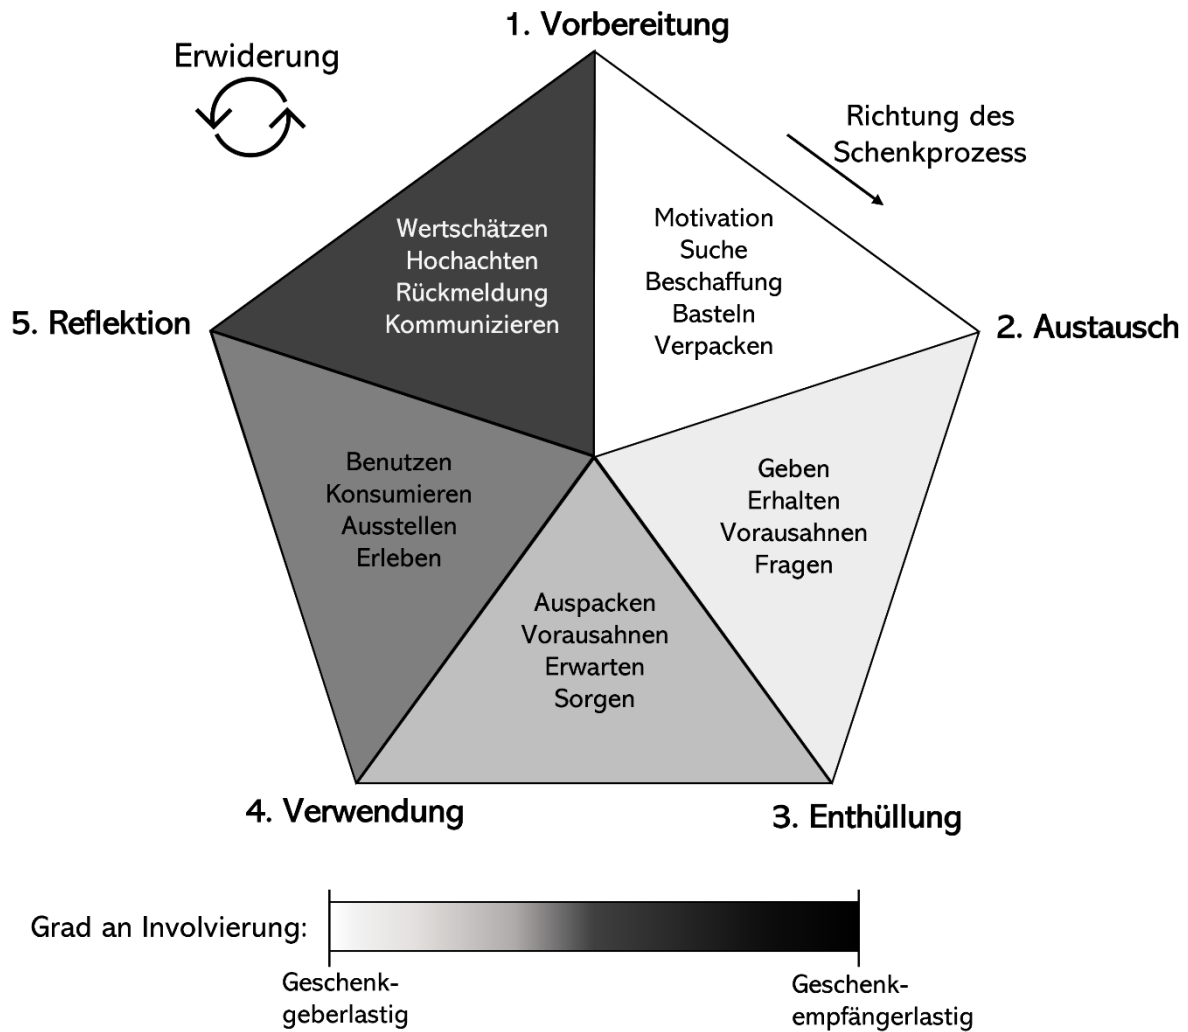 1. Vorbereitung
Erwiderung
Richtung des
Schenkprozess
Wertschätzen
Hochachten
Rückmeldung
Kommunizieren
Motivation
Suche
Beschaffung
Basteln
Verpacken
5. Reflektion
2. Austausch
Benutzen
Konsumieren
Ausstellen
Erleben
Geben
Erhalten
Vorausahnen
Fragen
Auspacken
Vorausahnen
Erwarten
Sorgen
4. Verwendung
3. Enthüllung
Grad an Involvierung:
Geschenk-
geberlastig
Geschenk-
empfängerlastig